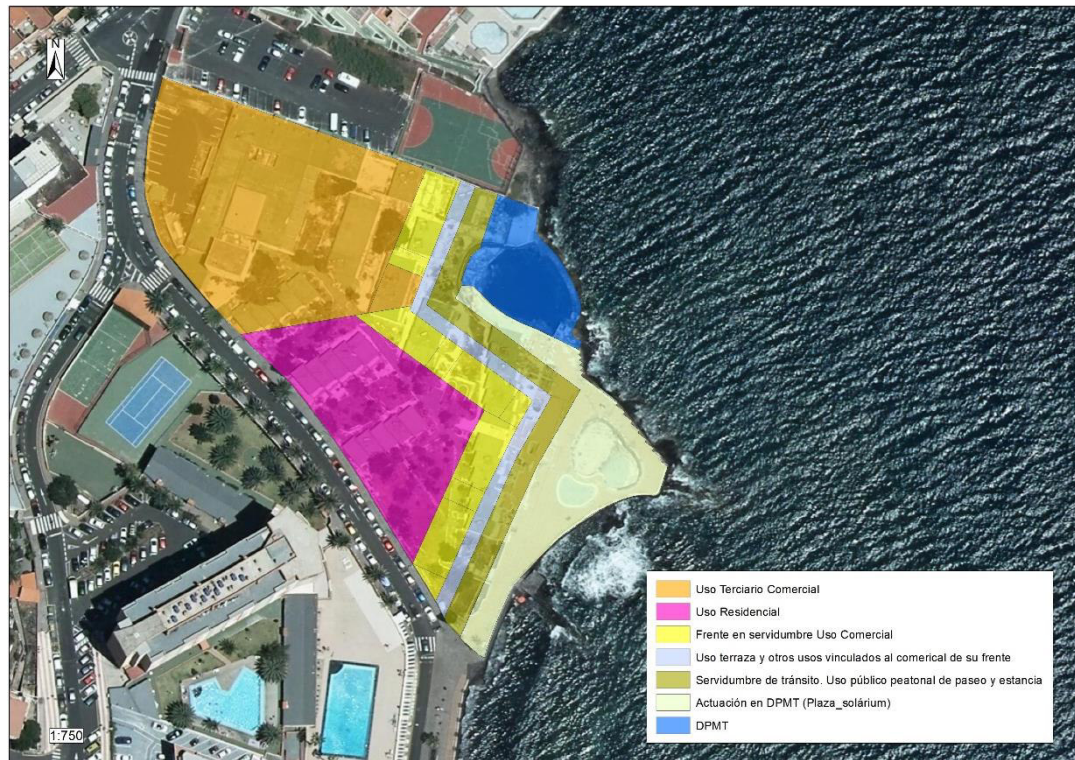 N
Uso Terciario Comercial
Uso Residencial
Frente en servidumbre Uso Comercial
Uso terraza y otros usos vinculados al comerical de su frente
Servidumbre de tránsito. Uso público peatonal de paseo y estancia
Actuación en DPMT (Plaza_solárium)
DPMT
1:750